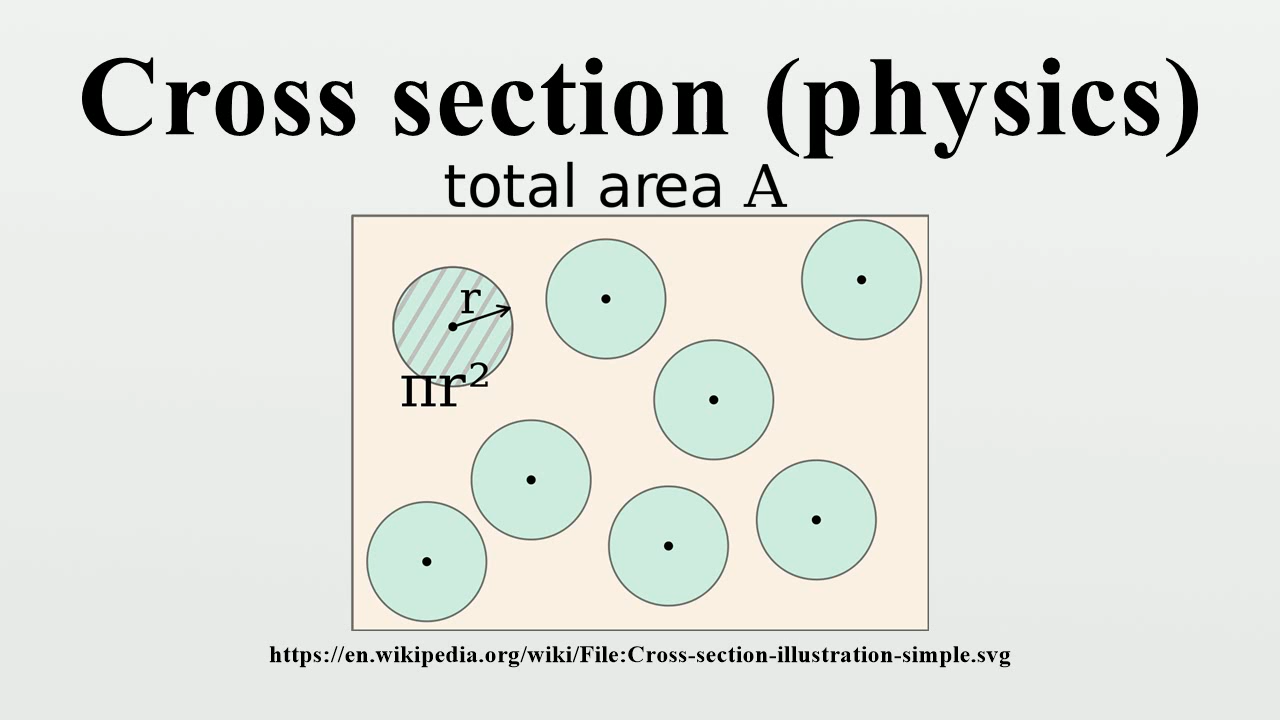 Cross section (physics)
total area A
r
πr²
https://en.wikipedia.org/wiki/File:Cross-section-illustration-simple.svg